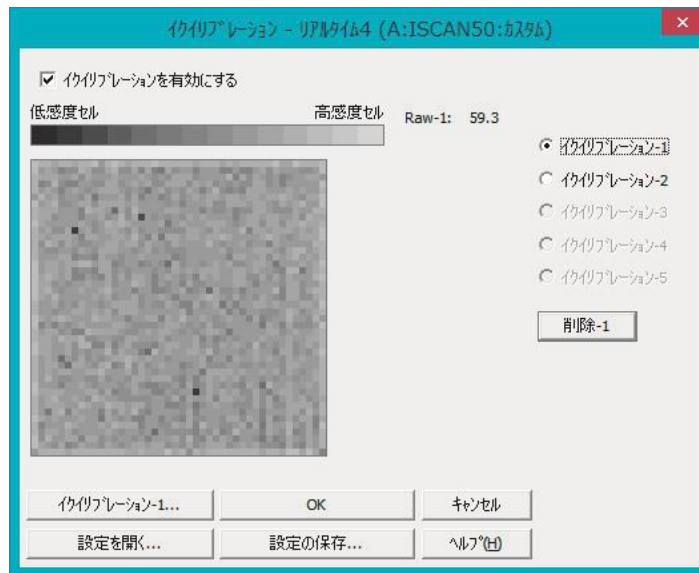 イクイリブレーション - リアルタイム4 (A:ISCAN50:カスタム)
イクイリブレーションを有効にする
低感度セル 高感度セル Raw-1: 59.3
イクイリブレーション-1
イクイリブレーション-2
イクイリブレーション-3
イクイリブレーション-4
イクイリブレーション-5
削除-1
イクイリブレーション-1... OK キャンセル
設定を開く... 設定の保存... ヘルプ(H)